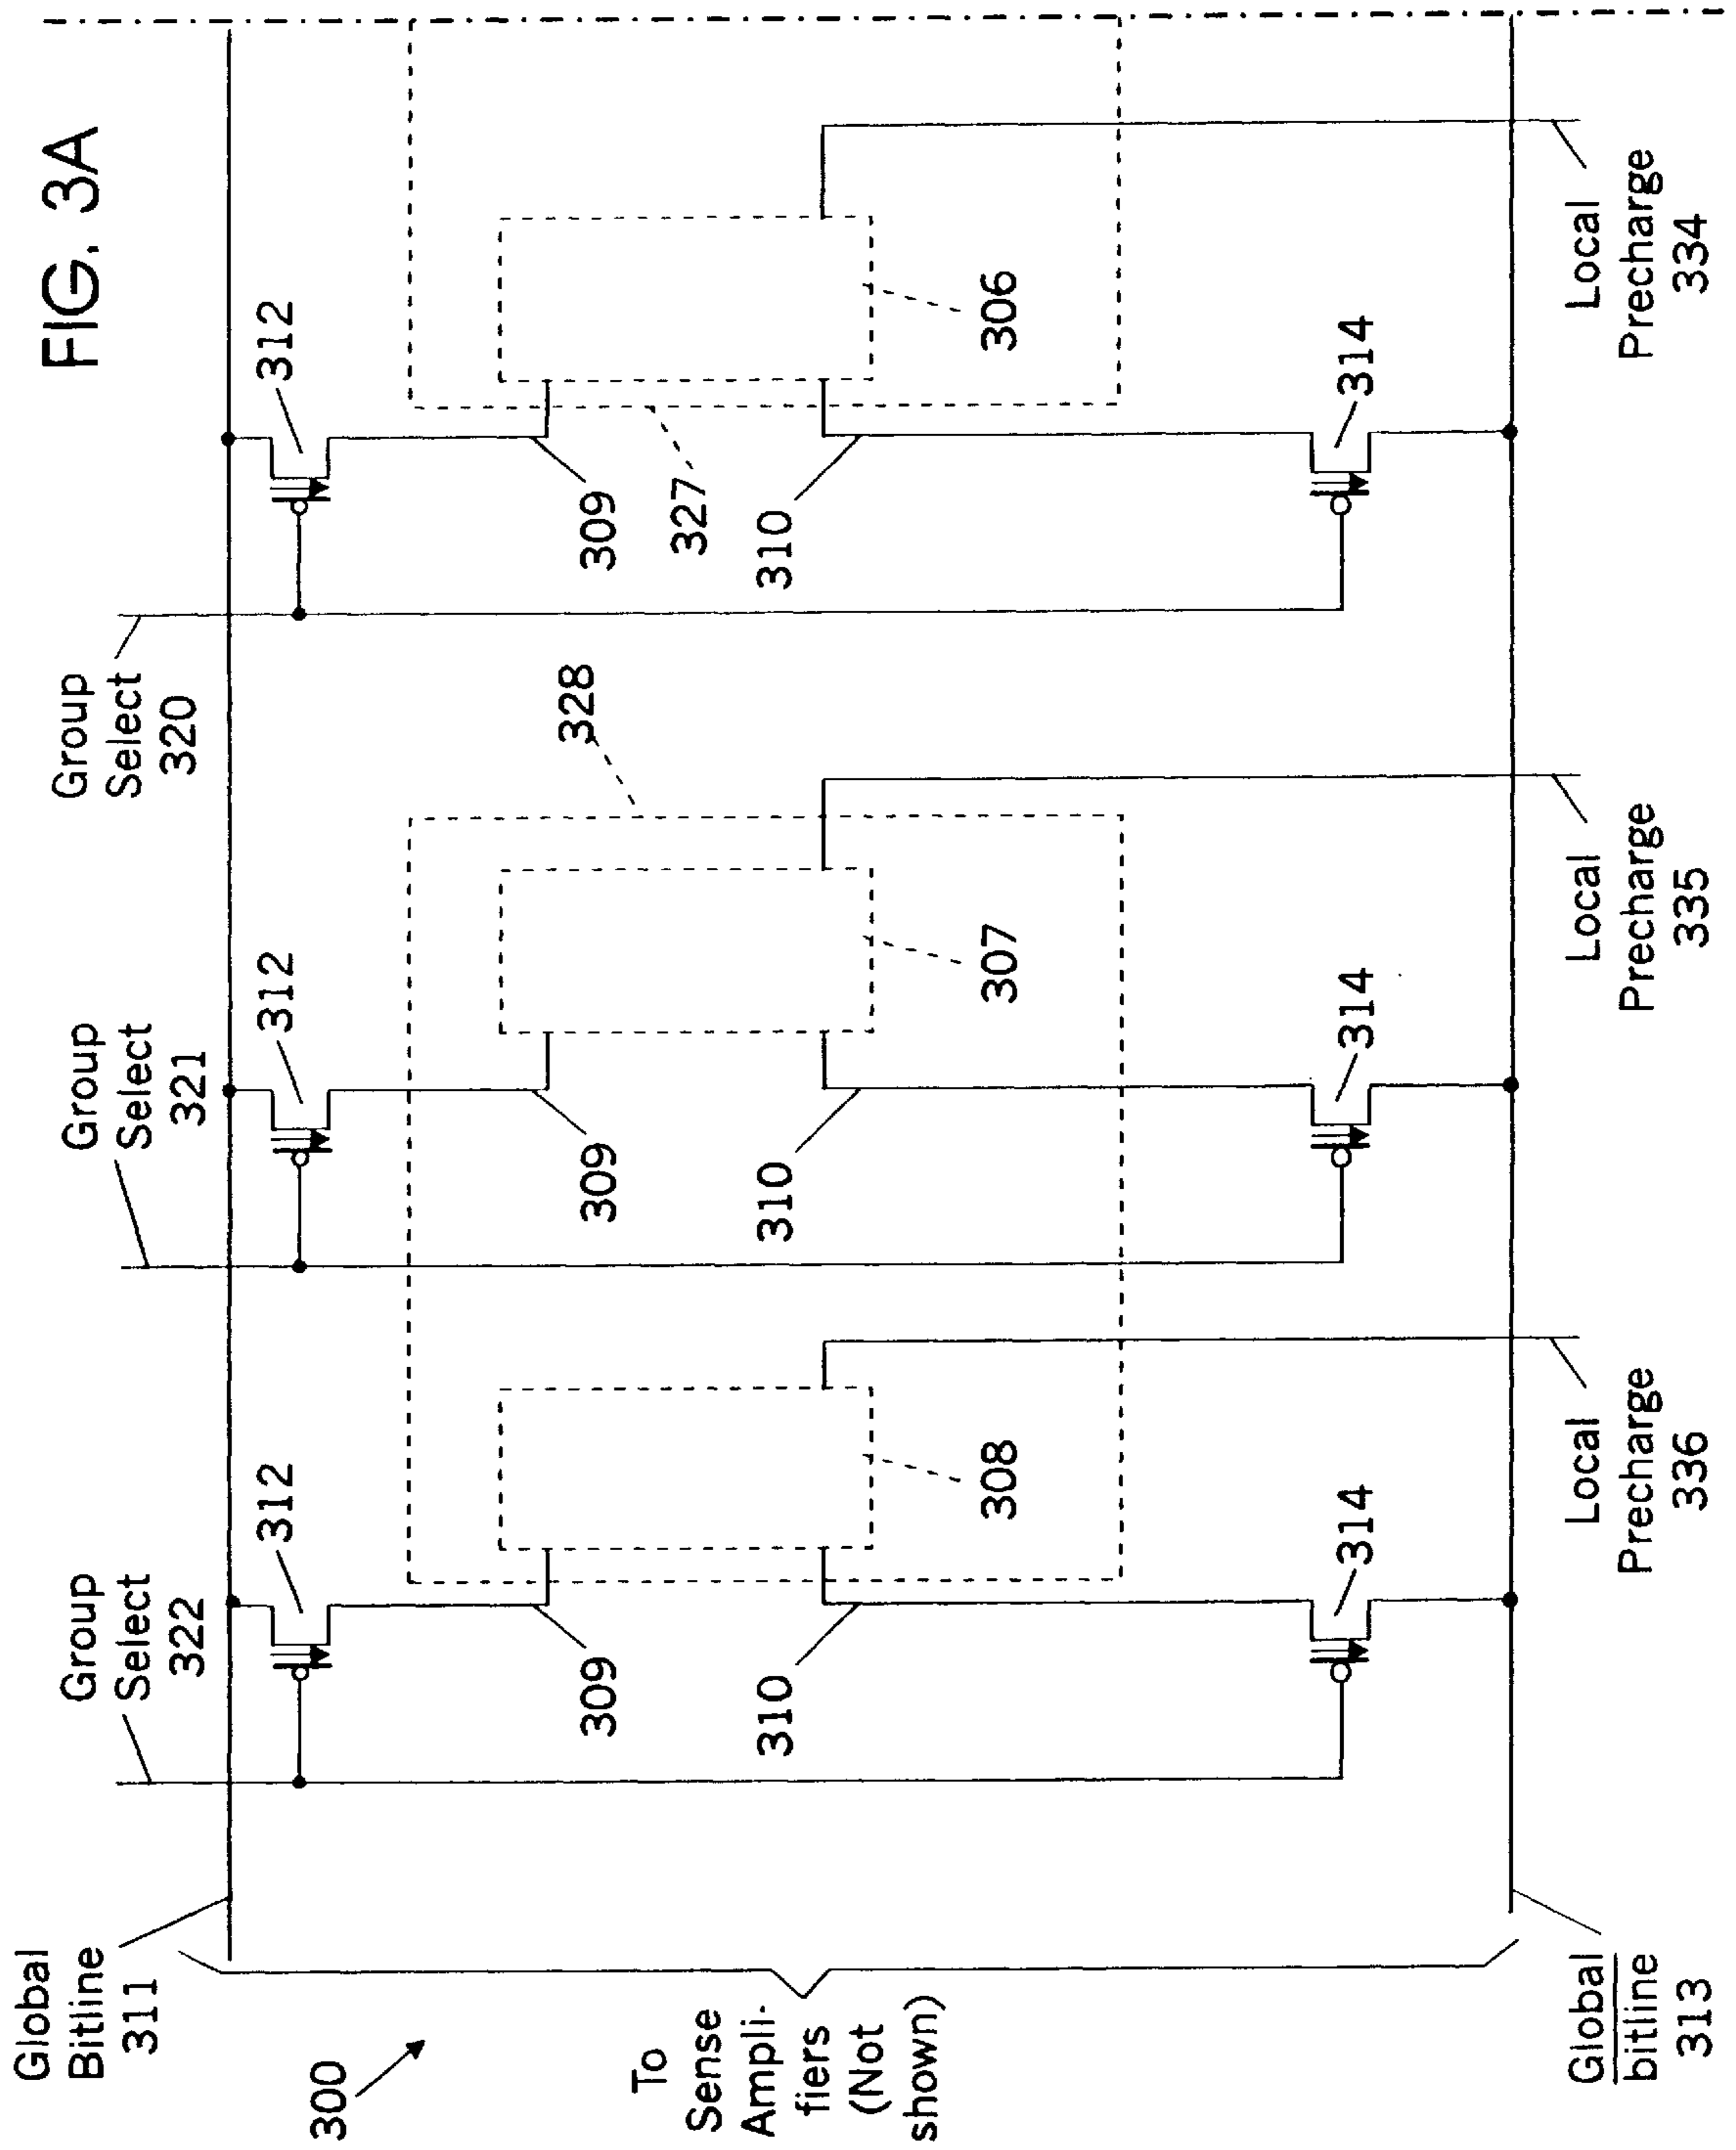 FIG. 3A
Global
Bitline
311
Group
Select
322
Group
Select
321
Group
Select
320
300
312
312
312
328
309
309
309
327
To
Sense
Ampli-
fiers
(Not
shown)
310
310
310
308
307
306
314
314
314
Global
bitline
313
Local
Precharge
336
Local
Precharge
335
Local
Precharge
334